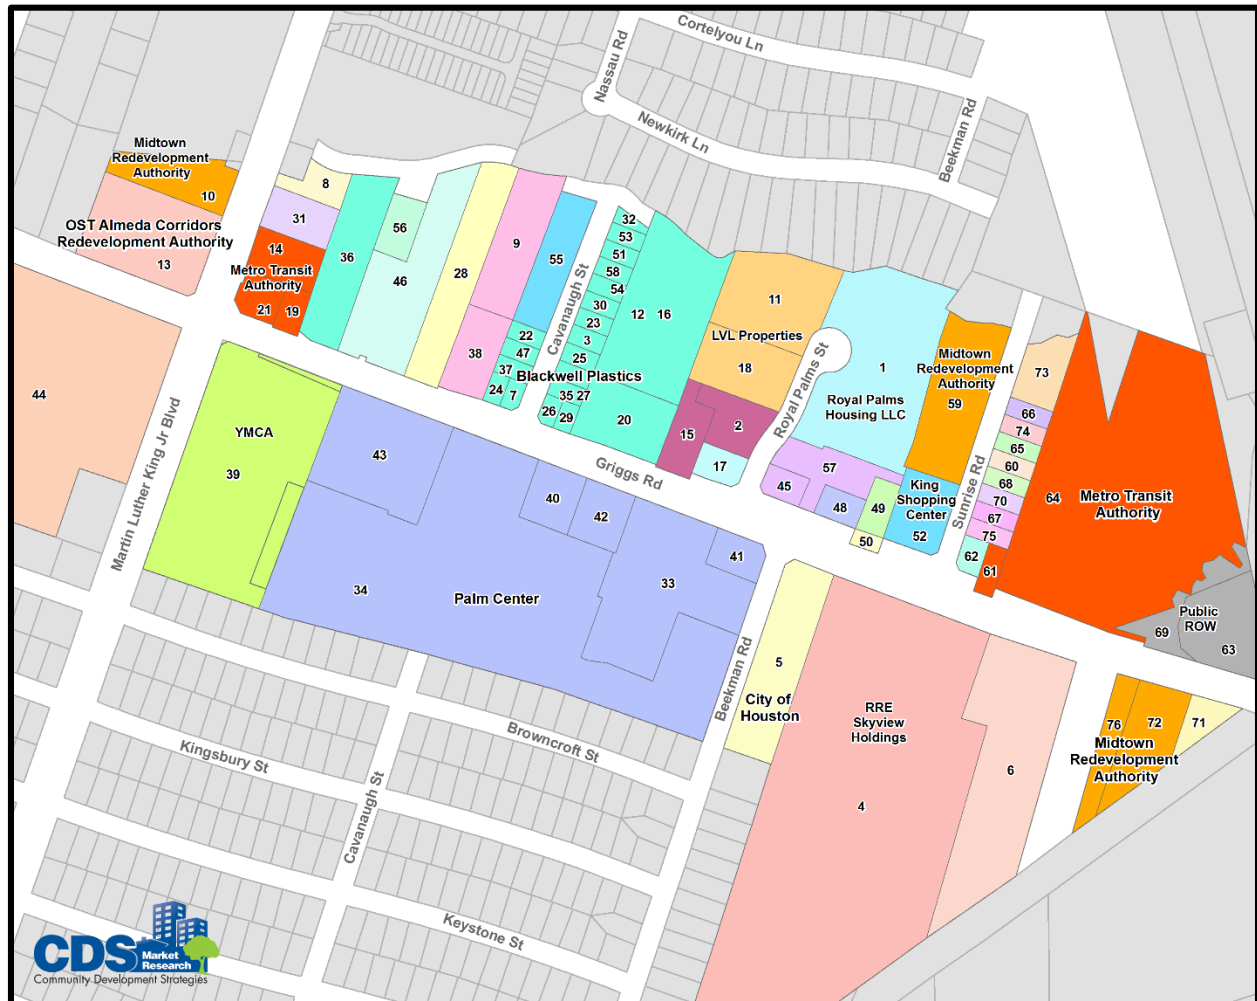 Cortelyou Ln
Nassau Rd
Newkirk Ln
Beekman Rd
Midtown
Redevelopment
Authority
10
OST Almeda Corridors
Redevelopment Authority
13
8
31
14
Metro Transit
Authority
21
19
36
56
46
28
9
38
55
Cavanaugh St
22
47
37
24
7
32
53
51
58
54
30
23
3
25
35
27
26
29
Blackwell Plastics
12
16
20
11
LVL Properties
18
15
2
17
Royal Palms St
1
Royal Palms
Housing LLC
Midtown
Redevelopment
Authority
59
57
45
48
49
50
King
Shopping
Center
52
Sunrise Rd
73
66
74
65
60
68
70
67
75
62
61
64
Metro Transit
Authority
Public
ROW
69
63
44
Martin Luther King Jr Blvd
YMCA
39
43
Griggs Rd
40
42
41
33
34
Palm Center
Beekman Rd
5
City of
Houston
RRE
Skyview
Holdings
4
6
76
72
71
Midtown
Redevelopment
Authority
Browncroft St
Kingsbury St
Cavanaugh St
Keystone St
CDS
Market
Research
Community Development Strategies